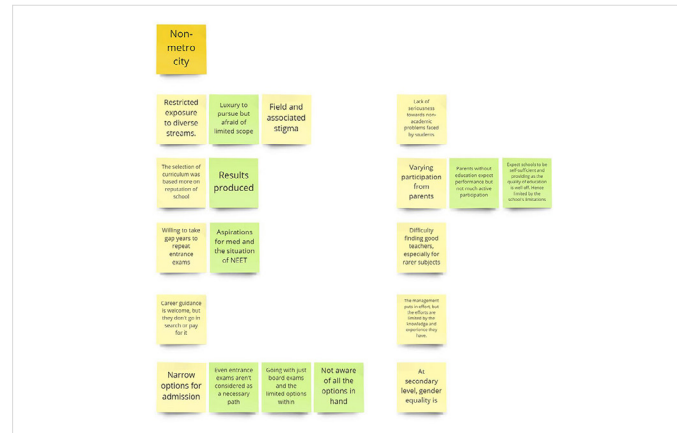 Non-
metro
city
Restricted
exposure
to diverse
streams.
Luxury to
pursue but
afraid of
limited scope
Field and
associated
stigma
Lack of
seriousness
towards non-
academic
problems faced
by students
The selection of
curriculum was
based more on
reputation of
school
Results
produced
Varying
participation
from
parents
Parents without
education expect
performance but
not much active
participation
Expect schools to be
self-sufficient and
providing as the
quality of education
is well off. Hence
limited by the
school's limitations
Willing to take
gap years to
repeat
entrance
exams
Aspirations
for med and
the situation
of NEET
Difficulty
finding good
teachers,
especially for
rarer subjects
Career guidance
is welcome, but
they don't go in
search or pay
for it
The management
puts in effort, but
the efforts are
limited by the
knowledge and
experience they
have.
Narrow
options for
admission
Even entrance
exams aren't
considered as
a necessary
path
Going with just
board exams
and the
limited options
within
Not aware
of all the
options in
hand
At
secondary
level, gender
equality is